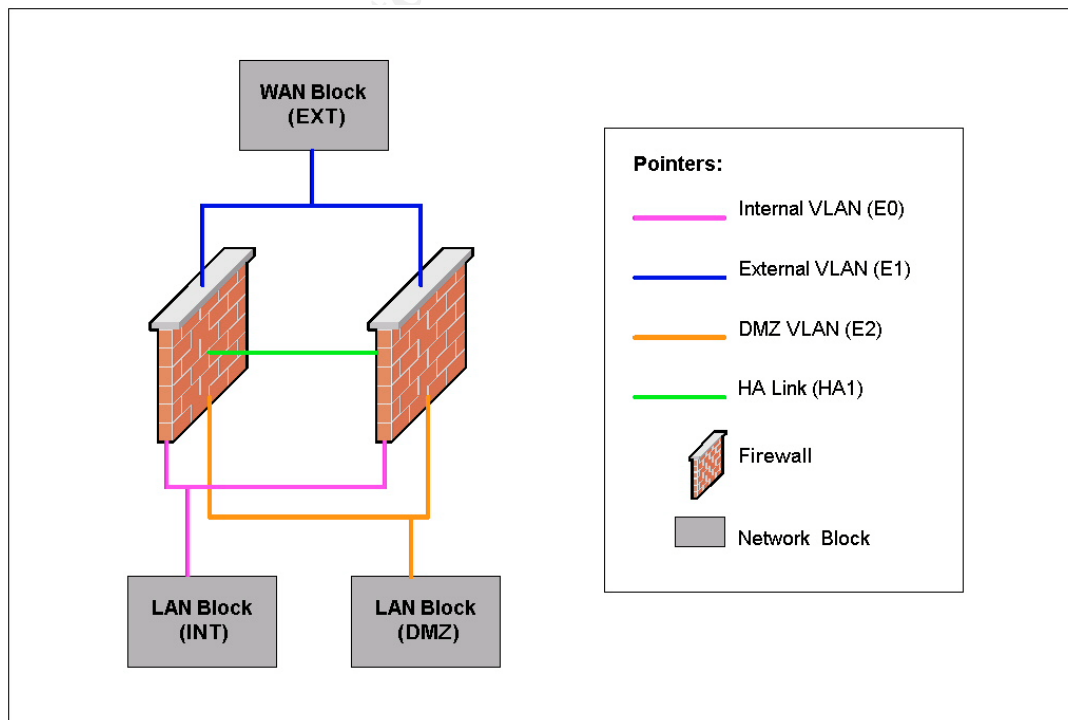 WAN Block
(EXT)
Pointers:
Internal VLAN (E0)
External VLAN (E1)
DMZ VLAN (E2)
HA Link (HA1)
Firewall
Network Block
LAN Block
(INT)
LAN Block
(DMZ)